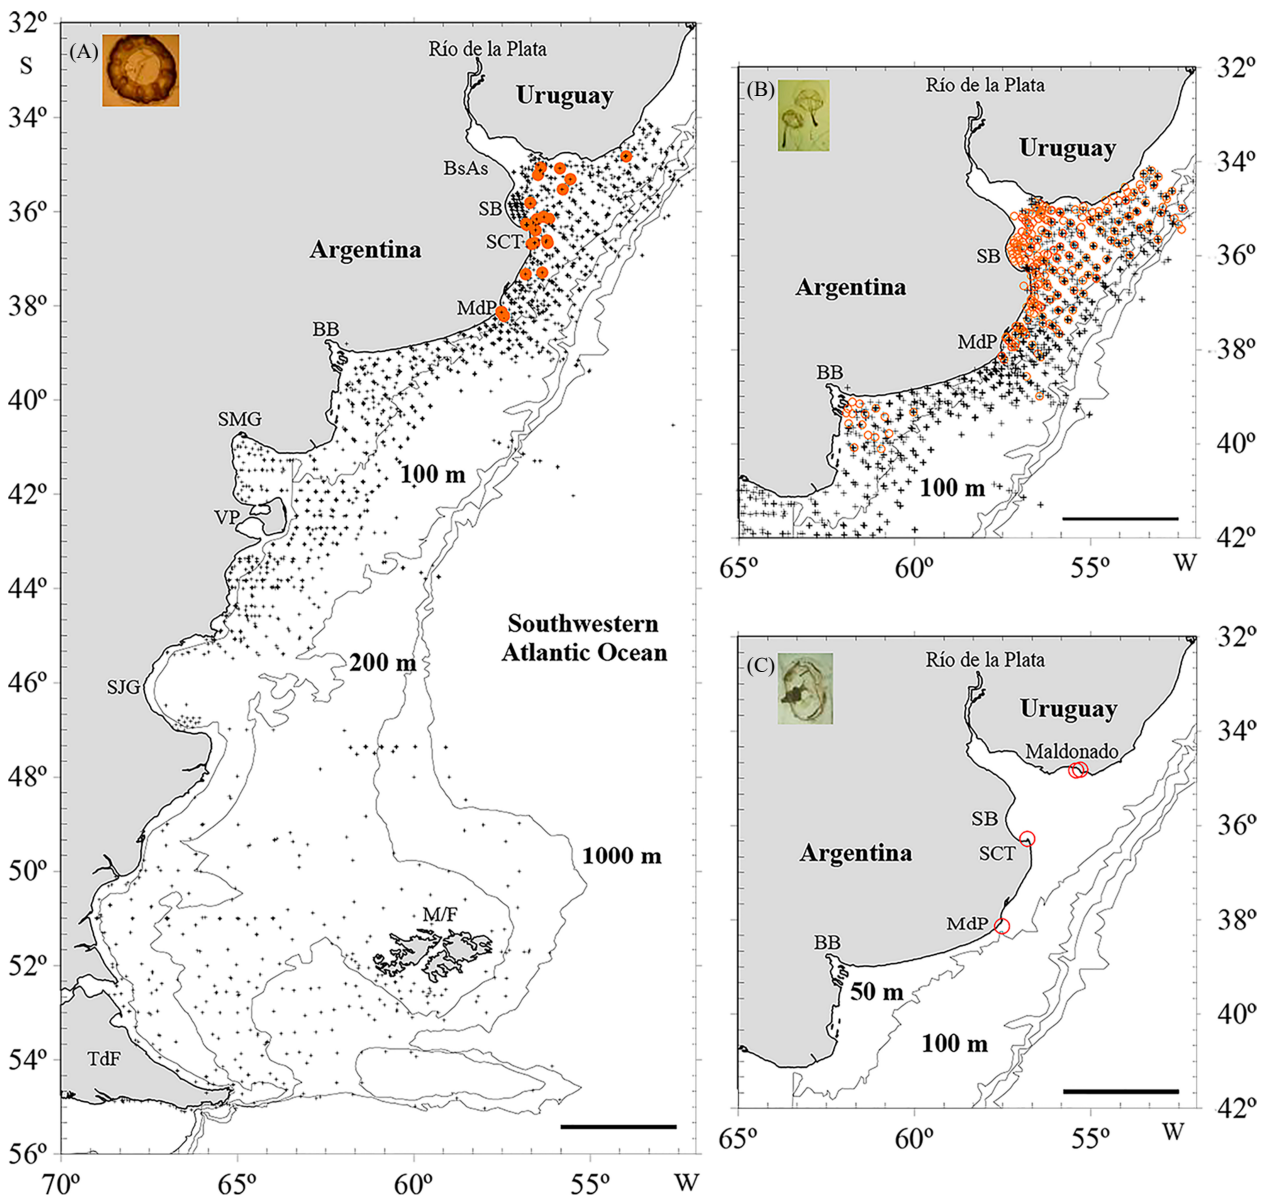 (A)
32º
S
34º
36º
38º
40º
42º
44º
46º
48º
50º
52º
54º
56º
70º
65º
60º
55º
W
Río de la Plata
Uruguay
BsAs
SB
Argentina
SCT
MdP
BB
SMG
100 m
VP
Southwestern
Atlantic Ocean
200 m
SJG
1000 m
M/F
TdF
(B)
Río de la Plata
Uruguay
SB
Argentina
MdP
BB
100 m
32º
34º
36º
38º
40º
42º
65º
60º
55º
W
(C)
Río de la Plata
Uruguay
Maldonado
SB
SCT
Argentina
MdP
BB
50 m
100 m
32º
34º
36º
38º
40º
42º
65º
60º
55º
W